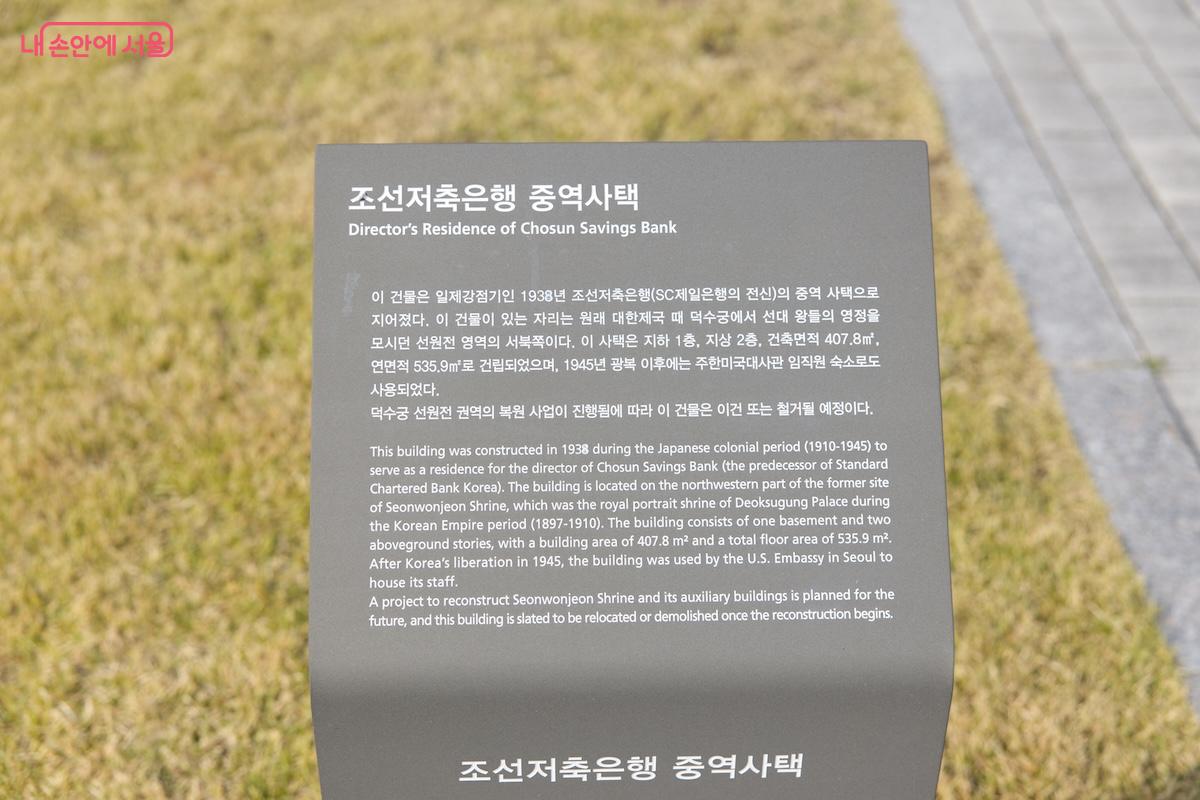 내 손안에 서울
조선저축은행 중역사택
Director's Residence of Chosun Savings Bank
이 건물은 일제강점기인 1938년 조선저축은행(SC제일은행의 전신)의 중역 사택으로
지어졌다. 이 건물이 있는 자리는 원래 대한제국 때 덕수궁에서 선대 왕들의 영정을
모시던 선원전 영역의 서북쪽이다. 이 사택은 지하 1층, 지상 2층, 건축면적 407.8㎡,
연면적 535.9㎡로 건립되었으며, 1945년 광복 이후에는 주한미국대사관 임직원 숙소로도
사용되었다.
덕수궁 선원전 권역의 복원 사업이 진행됨에 따라 이 건물은 이건 또는 철거될 예정이다.
This building was constructed in 1938 during the Japanese colonial period (1910-1945) to
serve as a residence for the director of Chosun Savings Bank (the predecessor of Standard
Chartered Bank Korea). The building is located on the northwestern part of the former site
of Seonwonjeon Shrine, which was the royal portrait shrine of Deoksugung Palace during
the Korean Empire period (1897-1910). The building consists of one basement and two
aboveground stories, with a building area of 407.8 m² and a total floor area of 535.9 m².
After Korea's liberation in 1945, the building was used by the U.S. Embassy in Seoul to
house its staff.
A project to reconstruct Seonwonjeon Shrine and its auxiliary buildings is planned for the
future, and this building is slated to be relocated or demolished once the reconstruction begins.
조선저축은행 중역사택